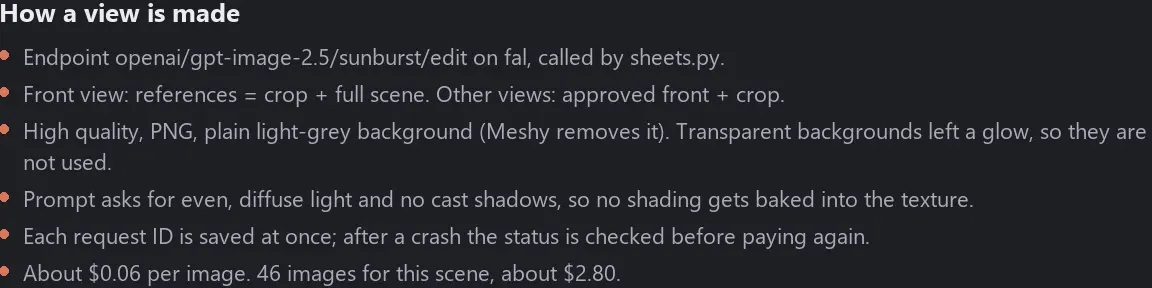 How a view is made
Endpoint openai/gpt-image-2.5/sunburst/edit on fal, called by sheets.py.
Front view: references = crop + full scene. Other views: approved front + crop.
High quality, PNG, plain light-grey background (Meshy removes it). Transparent backgrounds left a glow, so they are
not used.
Prompt asks for even, diffuse light and no cast shadows, so no shading gets baked into the texture.
Each request ID is saved at once; after a crash the status is checked before paying again.
About $0.06 per image. 46 images for this scene, about $2.80.